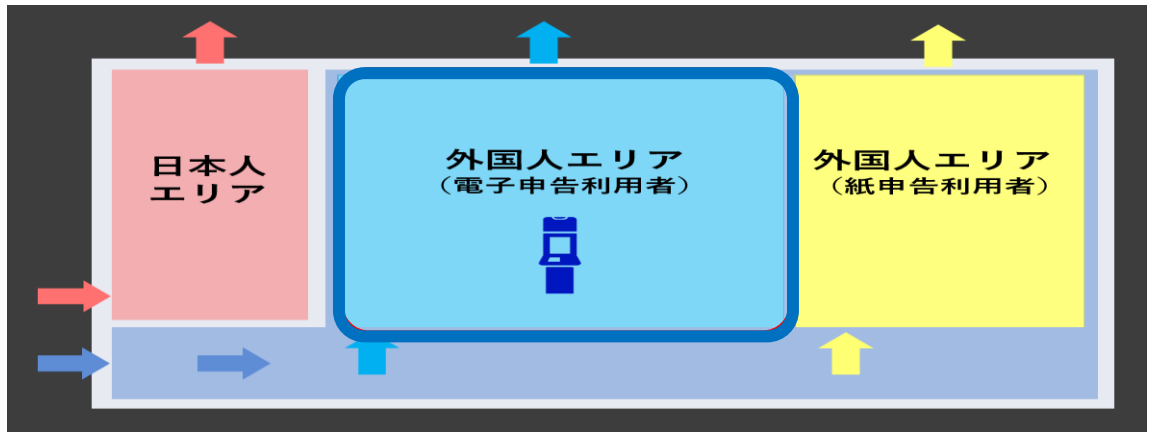 日本人
エリア
外国人エリア
（電子申告利用者）
外国人エリア
（紙申告利用者）